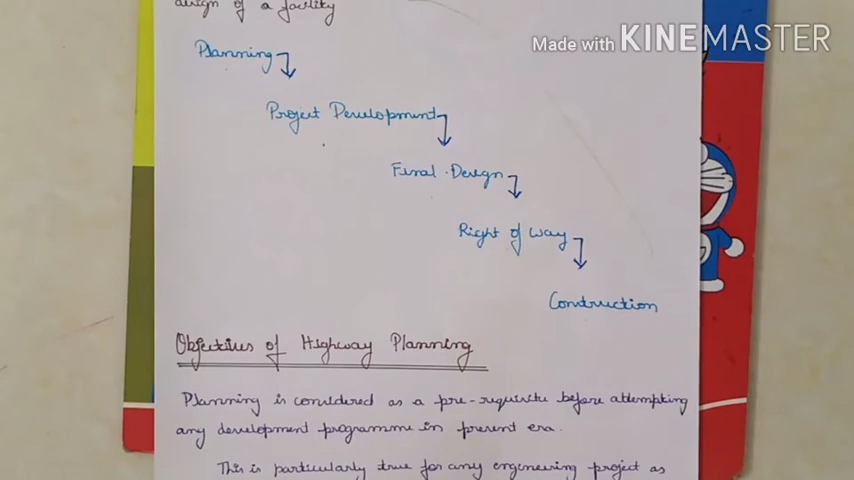 design of a facility
Made with KINEMASTER
Planning
Project Development
Final Design
Right of way
Construction
Objectives of Highway Planning
Planning is considered as a pre-requisite before attempting
any development programme in present era.
This is particularly true for any engineering project as